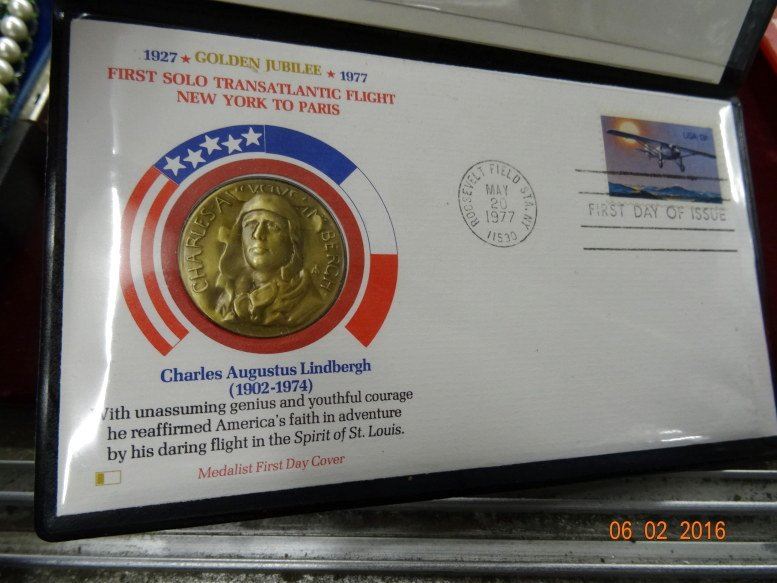 1927 ★ GOLDEN JUBILEE ★ 1977
FIRST SOLO TRANSATLANTIC FLIGHT
NEW YORK TO PARIS
USA 13c
ROOSEVELT FIELD STA., NY
MAY
20
1977
11530
FIRST DAY OF ISSUE
CHARLES BERGH
Charles Augustus Lindbergh
(1902-1974)
With unassuming genius and youthful courage
he reaffirmed America's faith in adventure
by his daring flight in the Spirit of St. Louis.
Medalist First Day Cover
06 02 2016